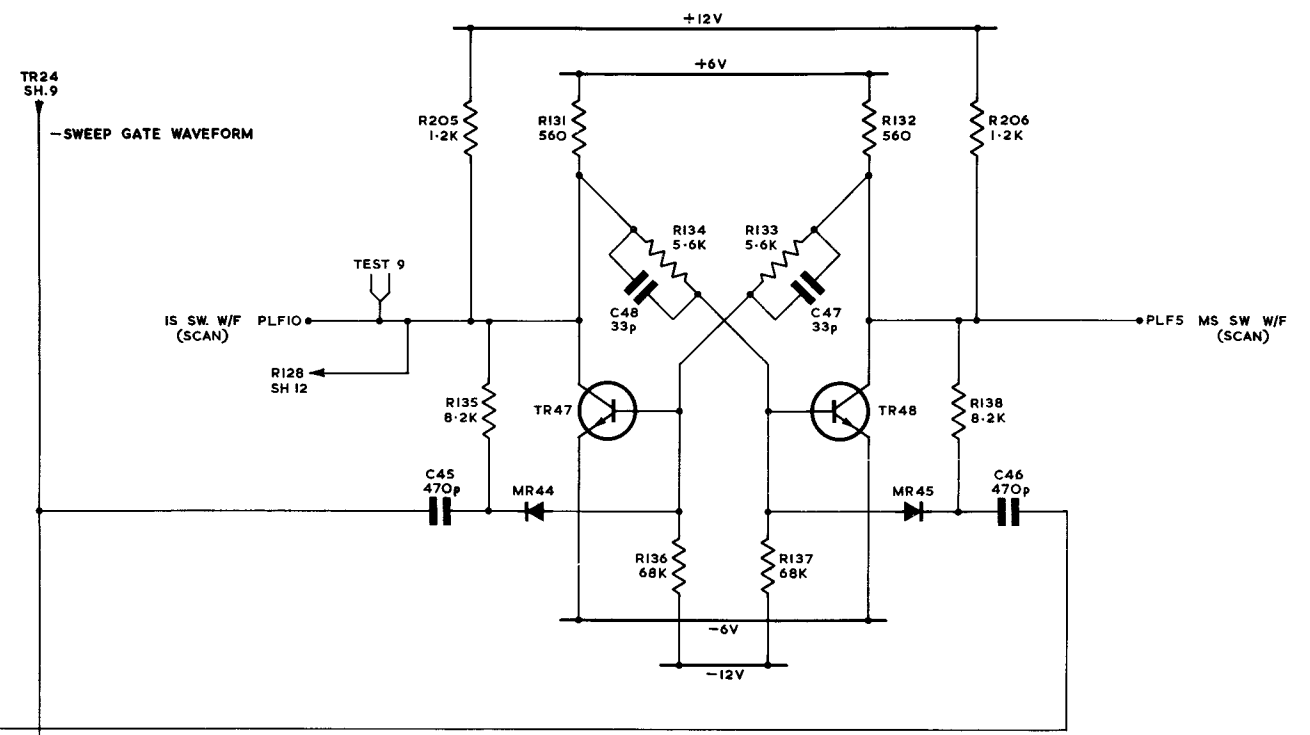 +12V
+6V
TR24
SH.9
—SWEEP GATE WAVEFORM
R205
1·2K
R131
560
R132
560
R206
1·2K
R134
5·6K
R133
5·6K
TEST 9
C48
33p
C47
33p
IS SW. W/F PLF10
(SCAN)
PLF5 MS SW W/F
(SCAN)
R128
SH 12
R135
8·2K
TR47
TR48
R138
8·2K
C45
470p
MR44
MR45
C46
470p
R136
68K
R137
68K
—6V
—12V